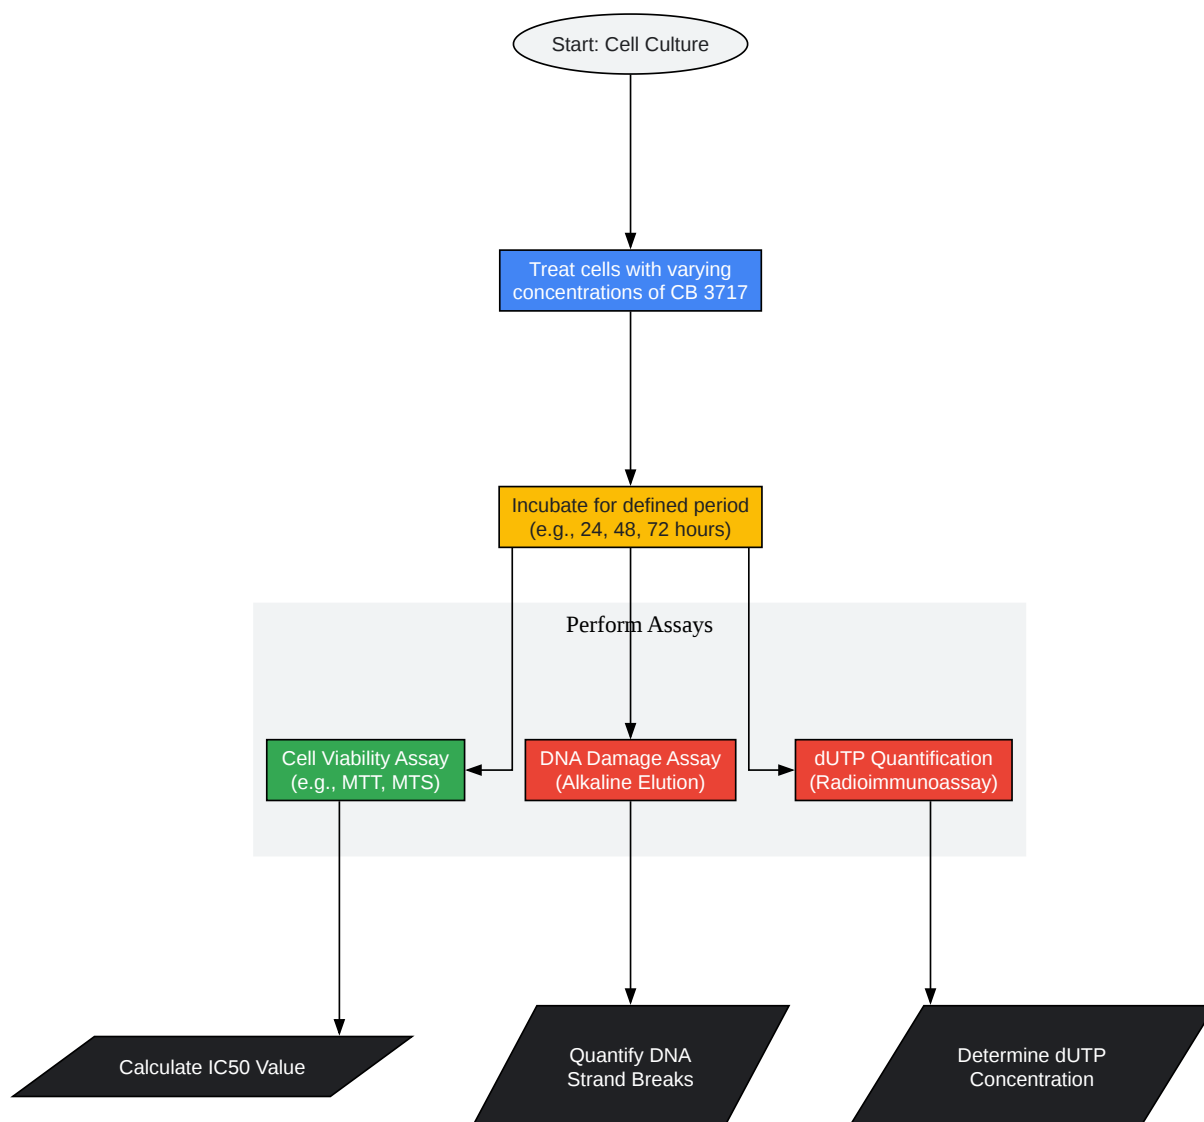 Start: Cell Culture
Treat cells with varying
concentrations of CB 3717
Incubate for defined period
(e.g., 24, 48, 72 hours)
Perform Assays
Cell Viability Assay
(e.g., MTT, MTS)
DNA Damage Assay
(Alkaline Elution)
dUTP Quantification
(Radioimmunoassay)
Calculate IC50 Value
Quantify DNA
Strand Breaks
Determine dUTP
Concentration